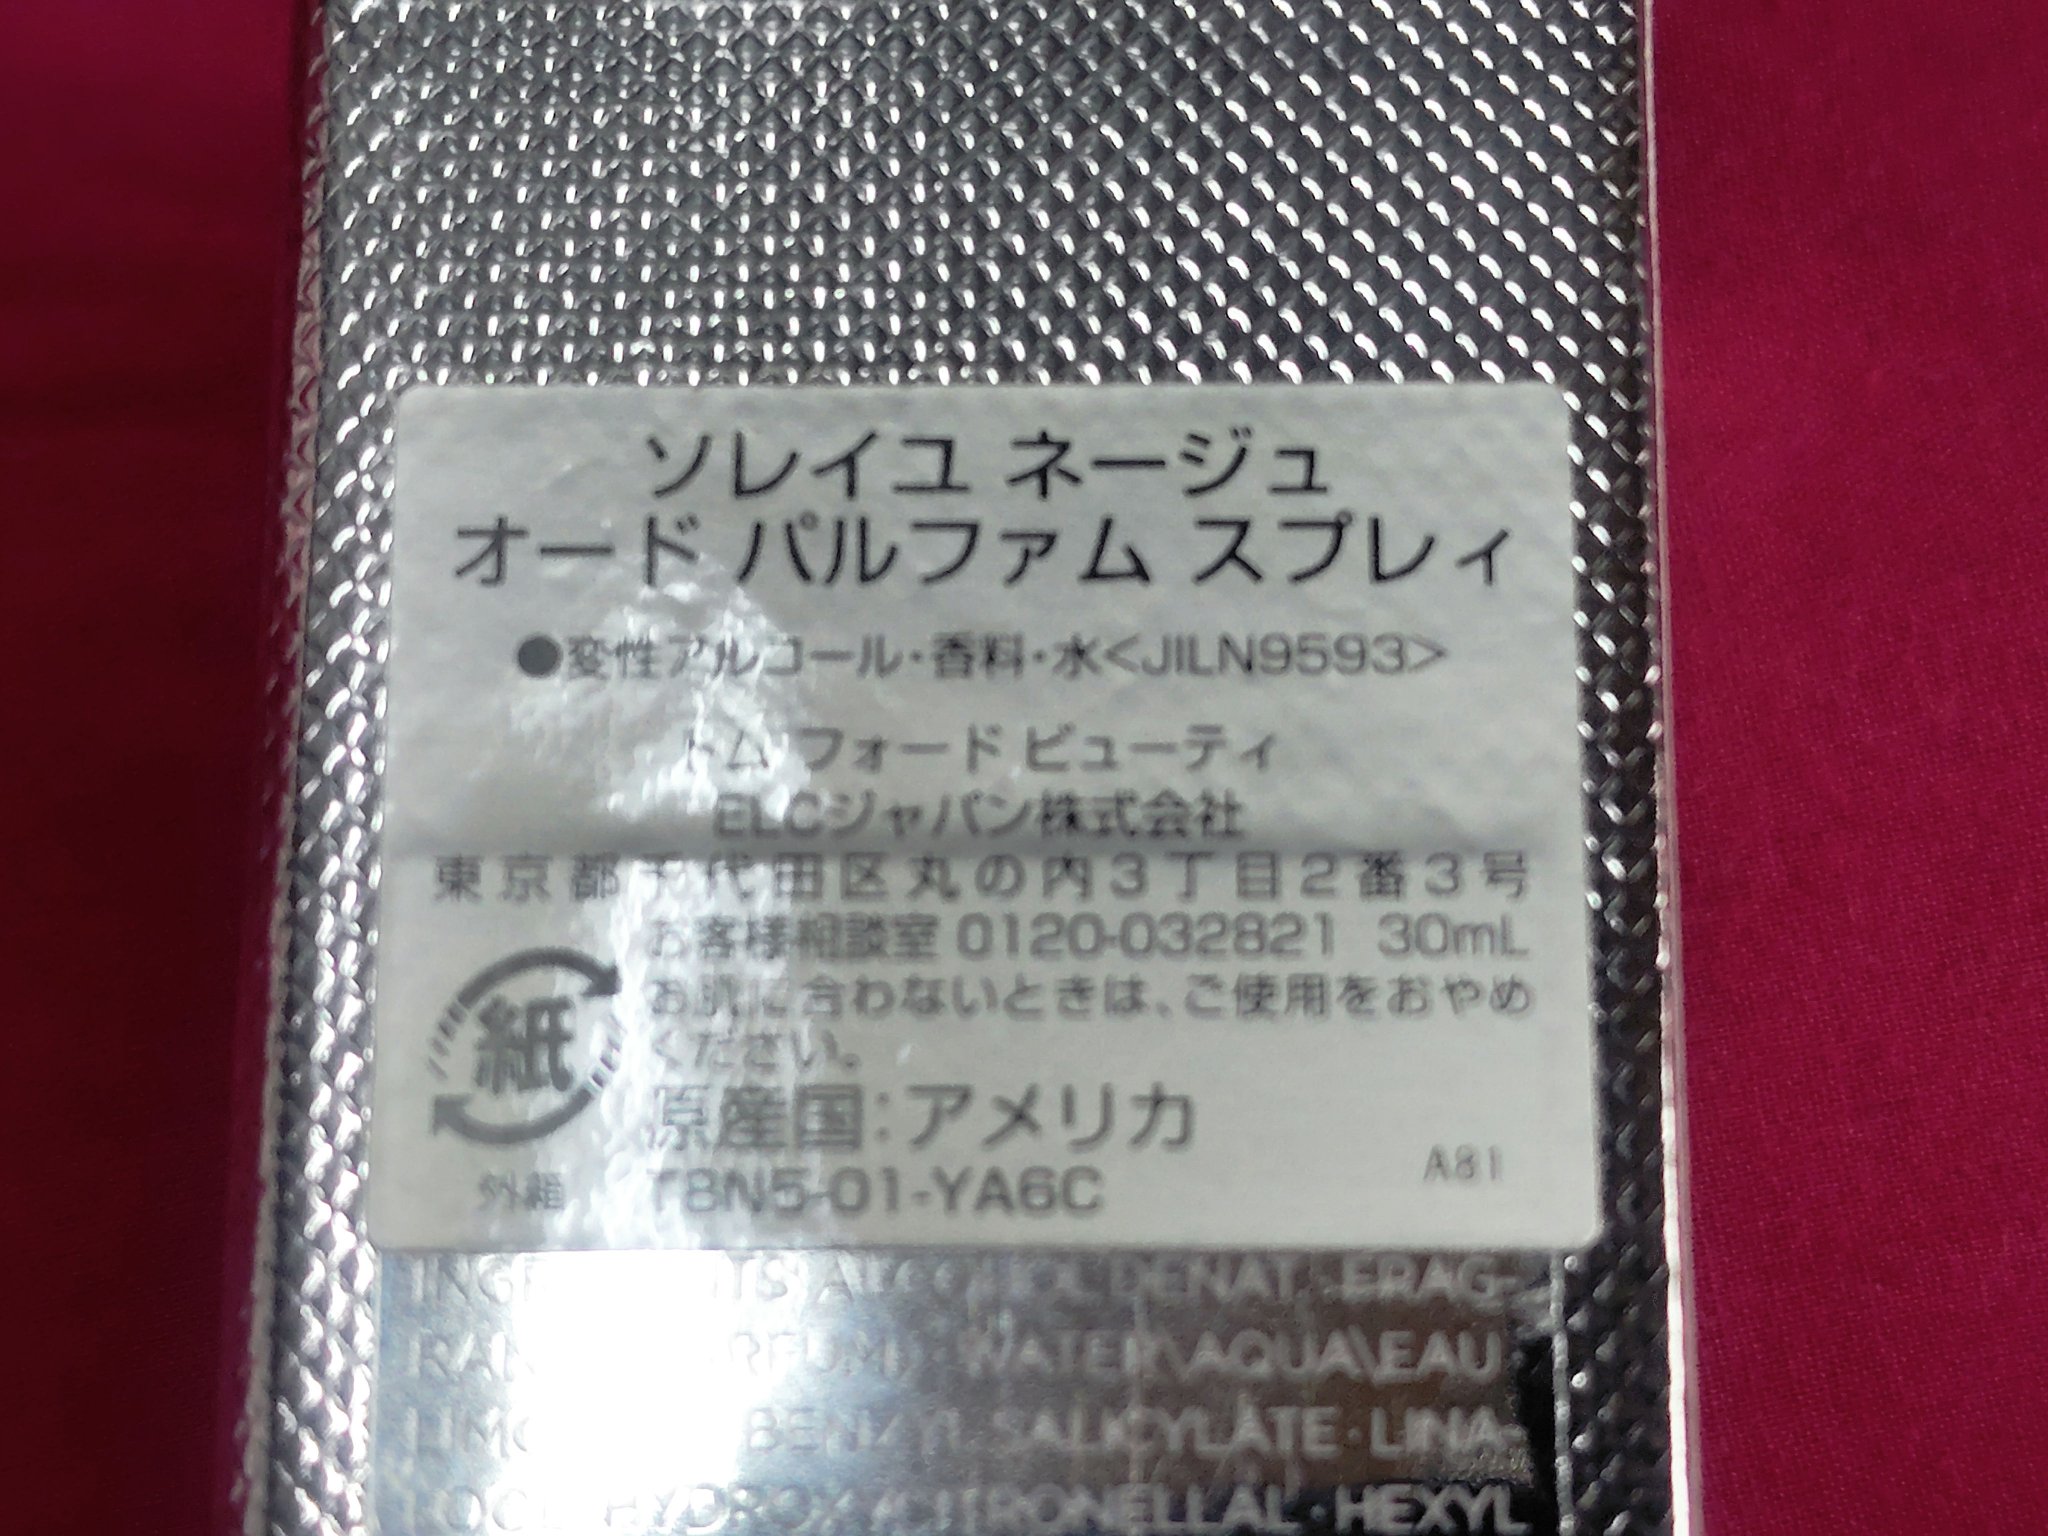 ソレイユ ネージュ
オード パルファム スプレィ
●変性アルコール・香料・水<JILN9593>
トム フォード ビューティ
ELCジャパン株式会社
東京都千代田区丸の内3丁目2番3号
お客様相談室 0120-032821 30mL
お肌に合わないときは、ご使用をおやめ
ください。
紙
原産国:アメリカ
外箱 T8N5-01-YA6C A81
ALCOHOL DENAT. FRAG-
WATER\AQUA\EAU ·
BENZYL SALICYLATE · LINA-
HYDROXYCITRONELLAL · HEXYL